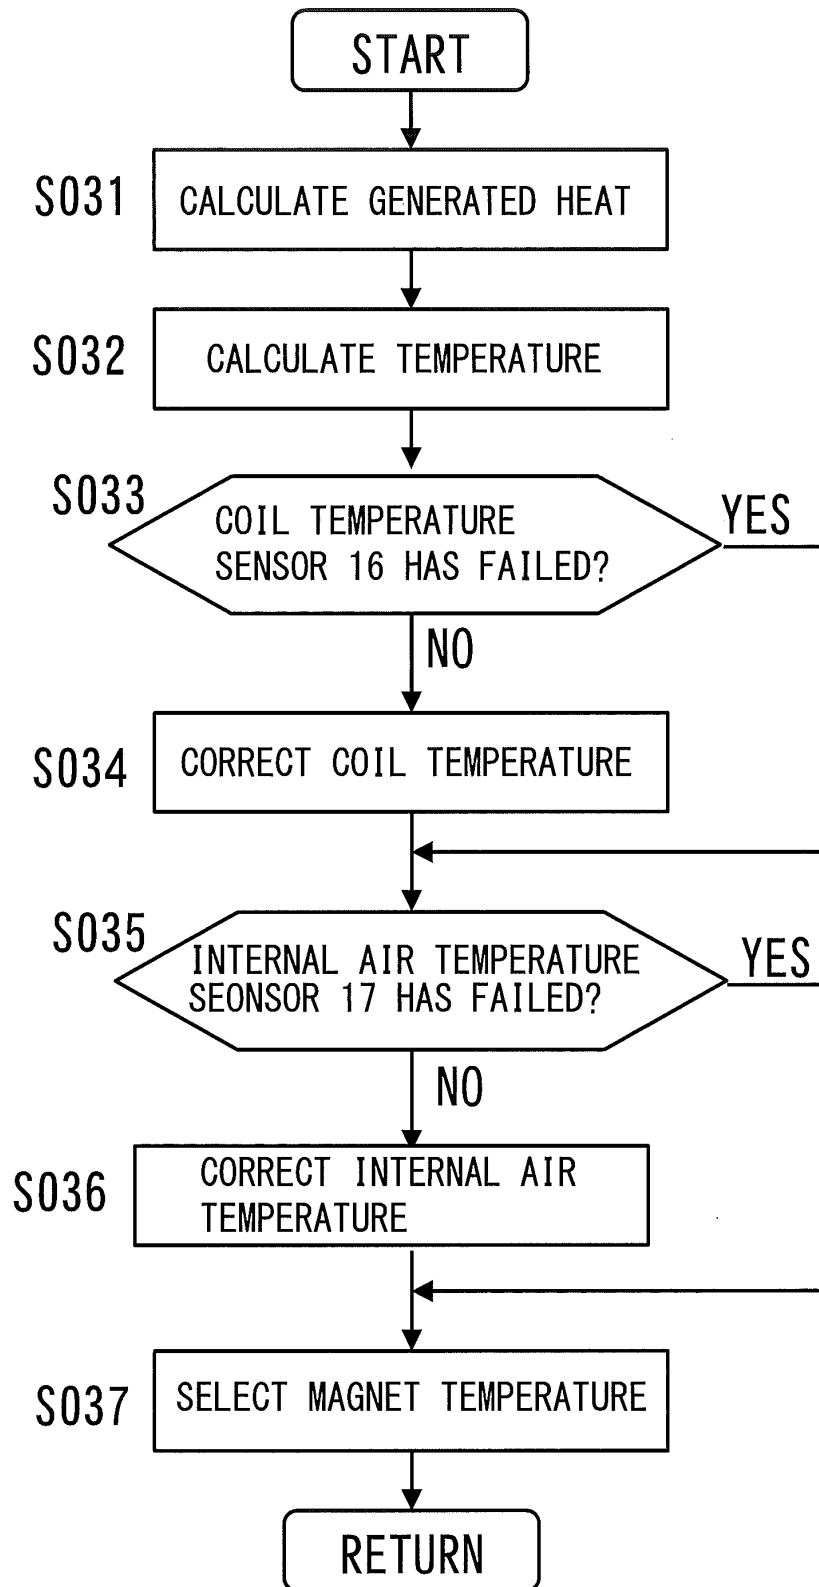 START
S031
CALCULATE GENERATED HEAT
S032
CALCULATE TEMPERATURE
S033
COIL TEMPERATURE
SENSOR 16 HAS FAILED?
YES
NO
S034
CORRECT COIL TEMPERATURE
S035
INTERNAL AIR TEMPERATURE
SEONSOR 17 HAS FAILED?
YES
NO
S036
CORRECT INTERNAL AIR
TEMPERATURE
S037
SELECT MAGNET TEMPERATURE
RETURN